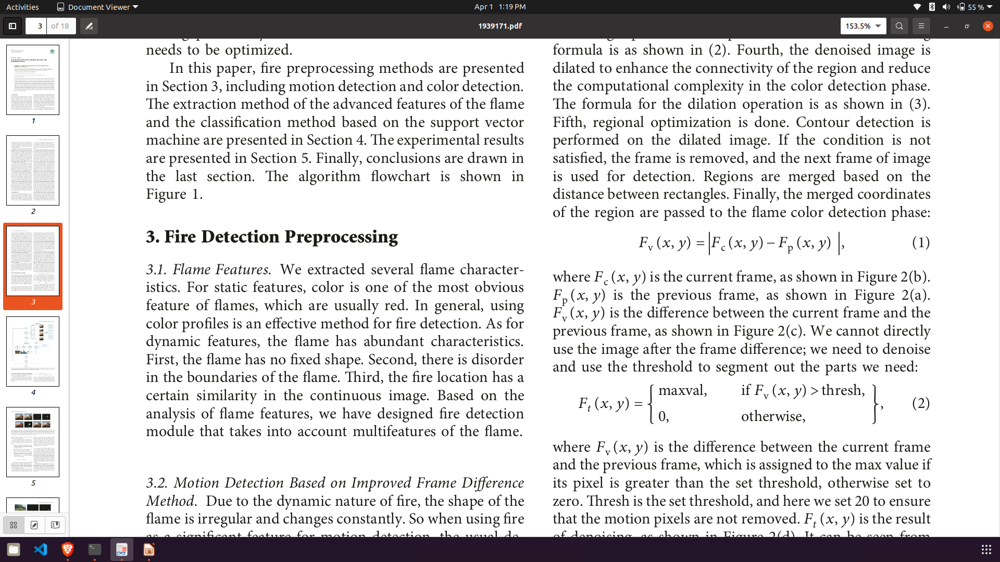 Activities
Document Viewer
Apr 1 1:19 PM
55 %
3 of 18
1939171.pdf
153.5%
1
2
3
4
5
needs to be optimized.
In this paper, fire preprocessing methods are presented
in Section 3, including motion detection and color detection.
The extraction method of the advanced features of the flame
and the classification method based on the support vector
machine are presented in Section 4. The experimental results
are presented in Section 5. Finally, conclusions are drawn in
the last section. The algorithm flowchart is shown in
Figure 1.
3. Fire Detection Preprocessing
3.1. Flame Features. We extracted several flame character-
istics. For static features, color is one of the most obvious
feature of flames, which are usually red. In general, using
color profiles is an effective method for fire detection. As for
dynamic features, the flame has abundant characteristics.
First, the flame has no fixed shape. Second, there is disorder
in the boundaries of the flame. Third, the fire location has a
certain similarity in the continuous image. Based on the
analysis of flame features, we have designed fire detection
module that takes into account multifeatures of the flame.
3.2. Motion Detection Based on Improved Frame Difference
Method. Due to the dynamic nature of fire, the shape of the
flame is irregular and changes constantly. So when using fire
as a significant feature for motion detection, the usual de-
formula is as shown in (2). Fourth, the denoised image is
dilated to enhance the connectivity of the region and reduce
the computational complexity in the color detection phase.
The formula for the dilation operation is as shown in (3).
Fifth, regional optimization is done. Contour detection is
performed on the dilated image. If the condition is not
satisfied, the frame is removed, and the next frame of image
is used for detection. Regions are merged based on the
distance between rectangles. Finally, the merged coordinates
of the region are passed to the flame color detection phase:
F_v (x, y) = |F_c (x, y) – F_p (x, y) |, (1)
where F_c (x, y) is the current frame, as shown in Figure 2(b).
F_p (x, y) is the previous frame, as shown in Figure 2(a).
F_v (x, y) is the difference between the current frame and the
previous frame, as shown in Figure 2(c). We cannot directly
use the image after the frame difference; we need to denoise
and use the threshold to segment out the parts we need:
F_t (x, y) = { maxval, if F_v (x, y) > thresh,
0, otherwise, }, (2)
where F_v (x, y) is the difference between the current frame
and the previous frame, which is assigned to the max value if
its pixel is greater than the set threshold, otherwise set to
zero. Thresh is the set threshold, and here we set 20 to ensure
that the motion pixels are not removed. F_t (x, y) is the result
of denoising, as shown in Figure 2(d). It can be seen from